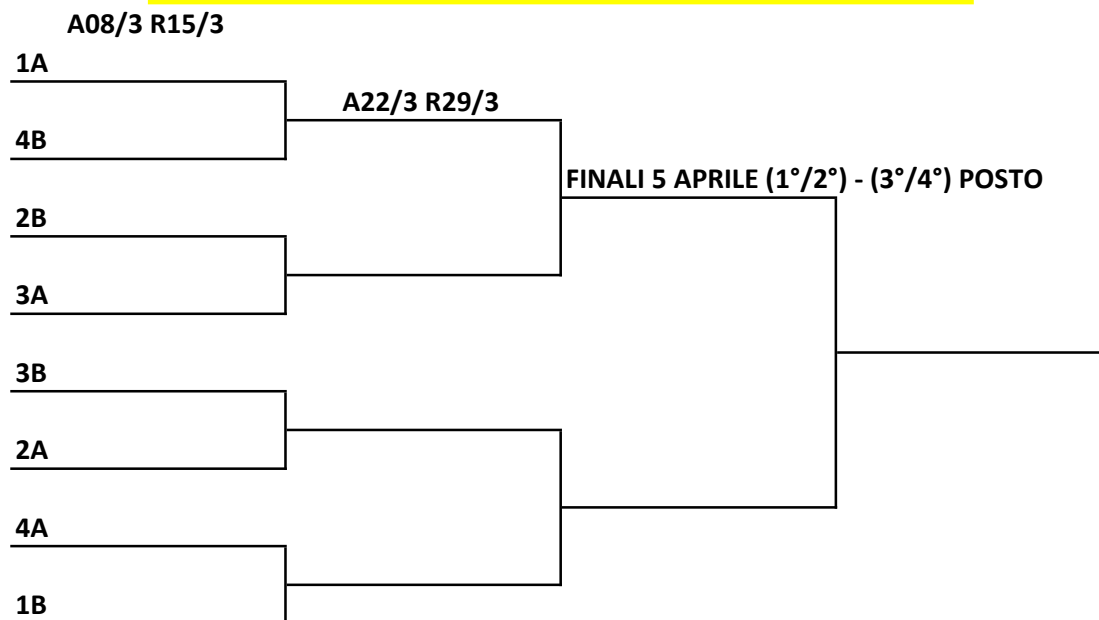 A08/3 R15/3
1A
A22/3 R29/3
4B
FINALI 5 APRILE (1°/2°) - (3°/4°) POSTO
2B
3A
3B
2A
4A
1B